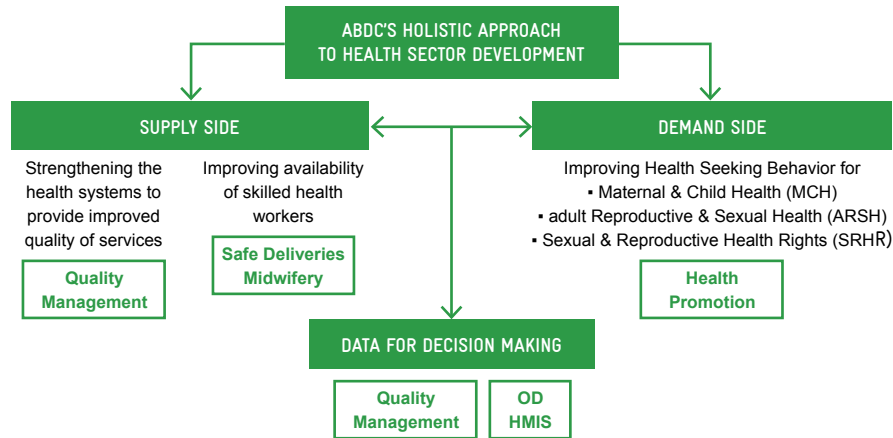 ABDC'S HOLISTIC APPROACH
TO HEALTH SECTOR DEVELOPMENT
SUPPLY SIDE
Strengthening the
health systems to
provide improved
quality of services
Quality
Management
Improving availability
of skilled health
workers
Safe Deliveries
Midwifery
DEMAND SIDE
Improving Health Seeking Behavior for
▪ Maternal & Child Health (MCH)
▪ adult Reproductive & Sexual Health (ARSH)
▪ Sexual & Reproductive Health Rights (SRHR)
Health
Promotion
DATA FOR DECISION MAKING
Quality
Management
OD
HMIS